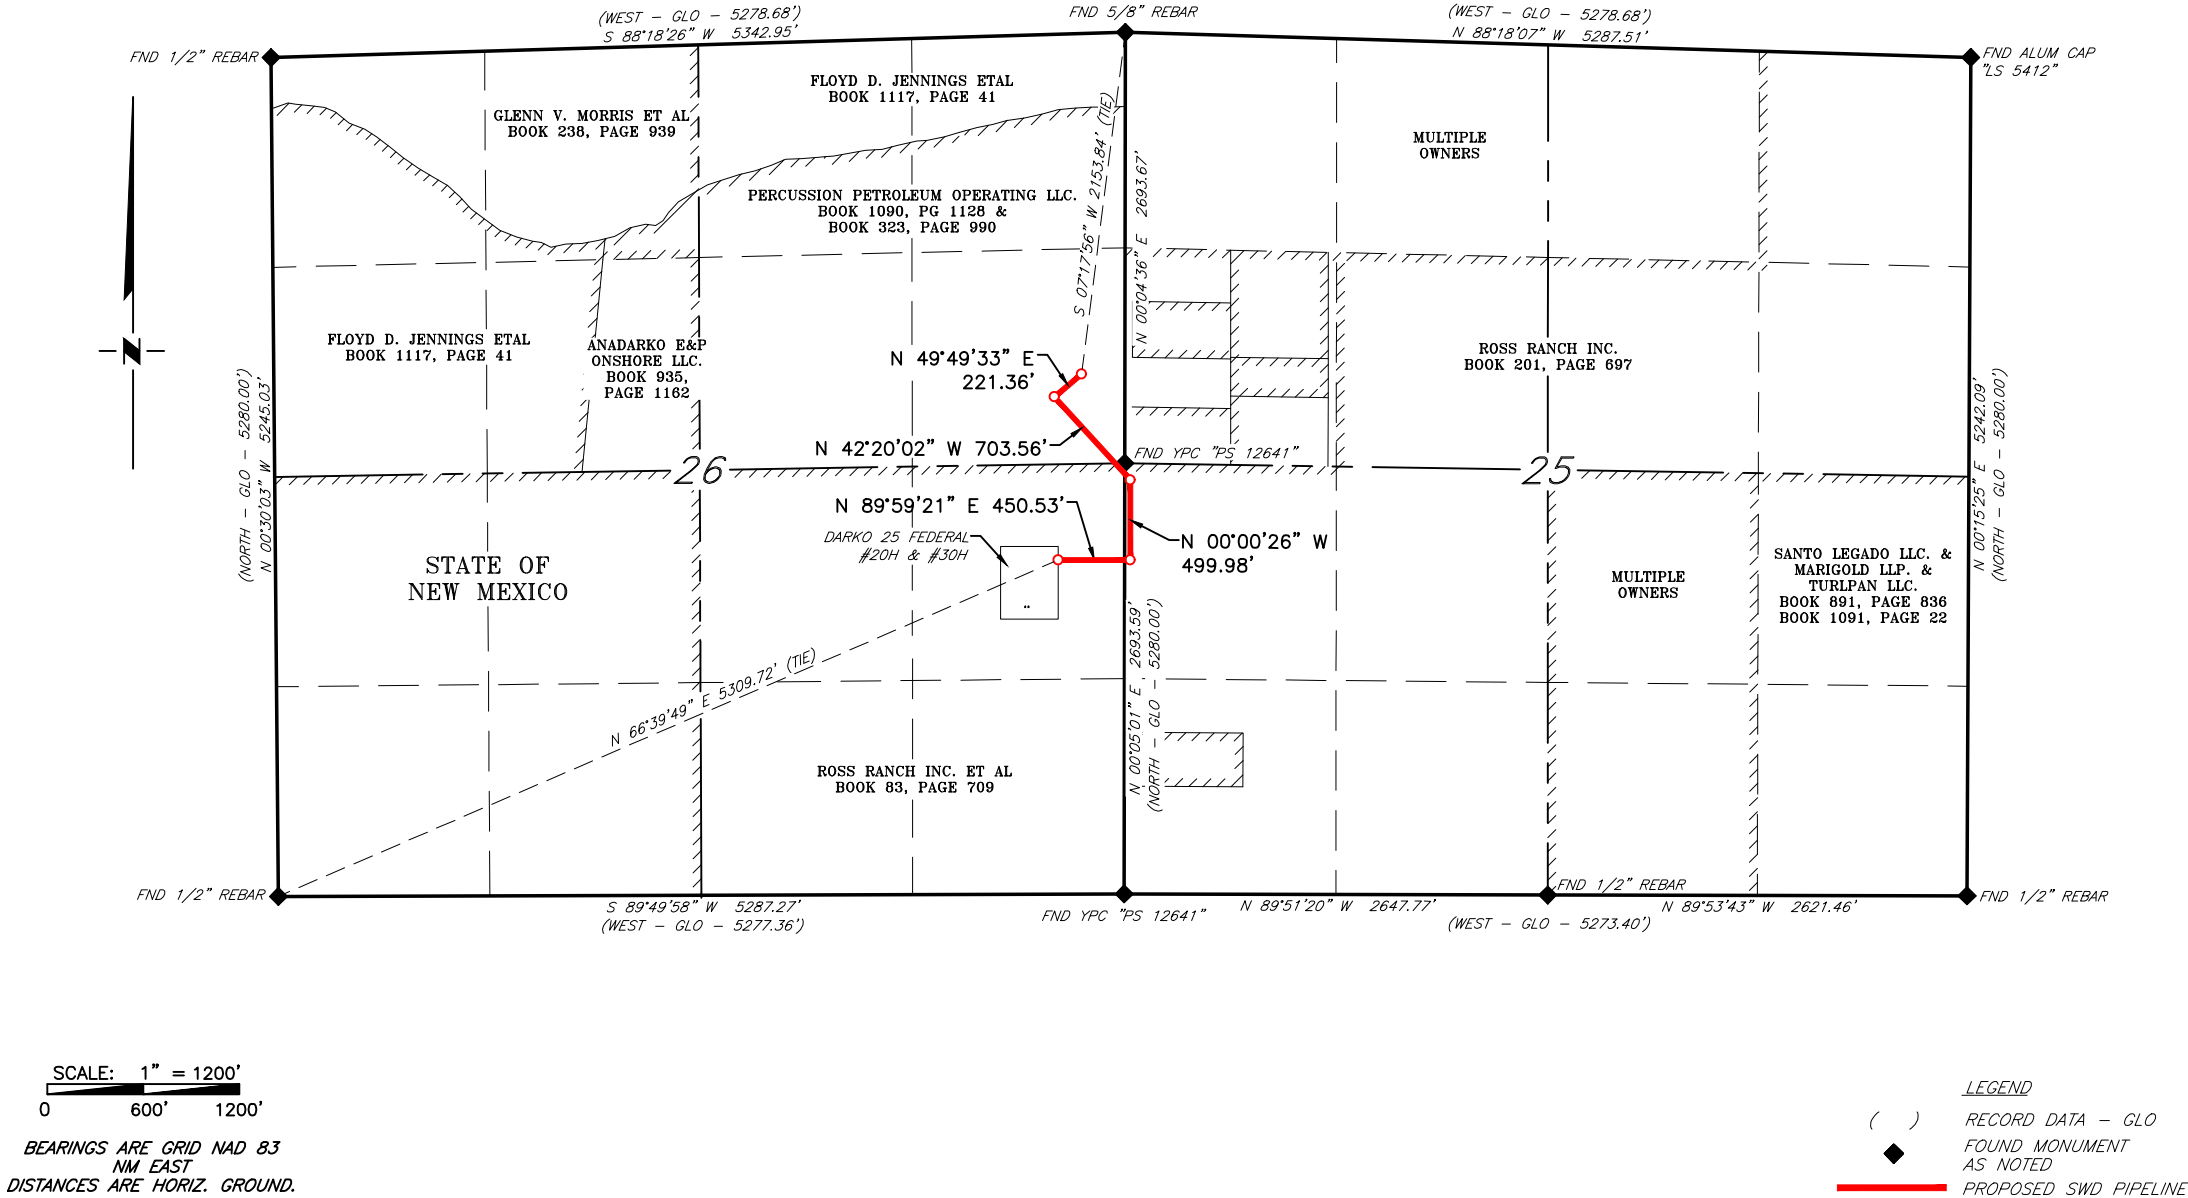 (WEST - GLO - 5278.68')
S 88°18'26" W 5342.95'
FND 5/8" REBAR
(WEST - GLO - 5278.68')
N 88°18'07" W 5287.51'
FND 1/2" REBAR
FND ALUM CAP
"LS 5412"
GLENN V. MORRIS ET AL
BOOK 238, PAGE 939
FLOYD D. JENNINGS ETAL
BOOK 1117, PAGE 41
PERCUSSION PETROLEUM OPERATING LLC.
BOOK 1090, PG 1128 &
BOOK 323, PAGE 990
S 07°17'56" W 2153.84' (TIE)
N 00°04'36" E 2693.67'
MULTIPLE
OWNERS
N
FLOYD D. JENNINGS ETAL
BOOK 1117, PAGE 41
ANADARKO E&P
ONSHORE LLC.
BOOK 935,
PAGE 1162
N 49°49'33" E
221.36'
ROSS RANCH INC.
BOOK 201, PAGE 697
(NORTH - GLO - 5280.00')
N 00°30'03" W 5245.03'
N 42°20'02" W 703.56'
FND YPC "PS 12641"
26
25
N 00°15'25" E 5242.09'
(NORTH - GLO - 5280.00')
N 89°59'21" E 450.53'
DARKO 25 FEDERAL
#20H & #30H
N 00°00'26" W
499.98'
STATE OF
NEW MEXICO
MULTIPLE
OWNERS
SANTO LEGADO LLC. &
MARIGOLD LLP. &
TURLPAN LLC.
BOOK 891, PAGE 836
BOOK 1091, PAGE 22
N 66°39'49" E 5309.72' (TIE)
N 00°05'01" E 2693.59'
(NORTH - GLO - 5280.00')
ROSS RANCH INC. ET AL
BOOK 83, PAGE 709
FND 1/2" REBAR
S 89°49'58" W 5287.27'
(WEST - GLO - 5277.36')
FND YPC "PS 12641"
N 89°51'20" W 2647.77'
FND 1/2" REBAR
N 89°53'43" W 2621.46'
(WEST - GLO - 5273.40')
FND 1/2" REBAR
SCALE: 1" = 1200'
0 600' 1200'
BEARINGS ARE GRID NAD 83
NM EAST
DISTANCES ARE HORIZ. GROUND.
LEGEND
( ) RECORD DATA - GLO
FOUND MONUMENT
AS NOTED
PROPOSED SWD PIPELINE